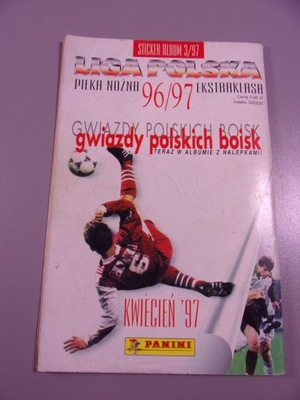 STICKER ALBUM 3/97
LIGA POLSKA
PIŁKA NOŻNA 96/97 EKSTRAKLASA
GWIAZDY POLSKICH BOISK
gwiazdy polskich boisk
TERAZ W ALBUMIE Z NALEPKAMI!
9
KWIECIEŃ '97
PANINI